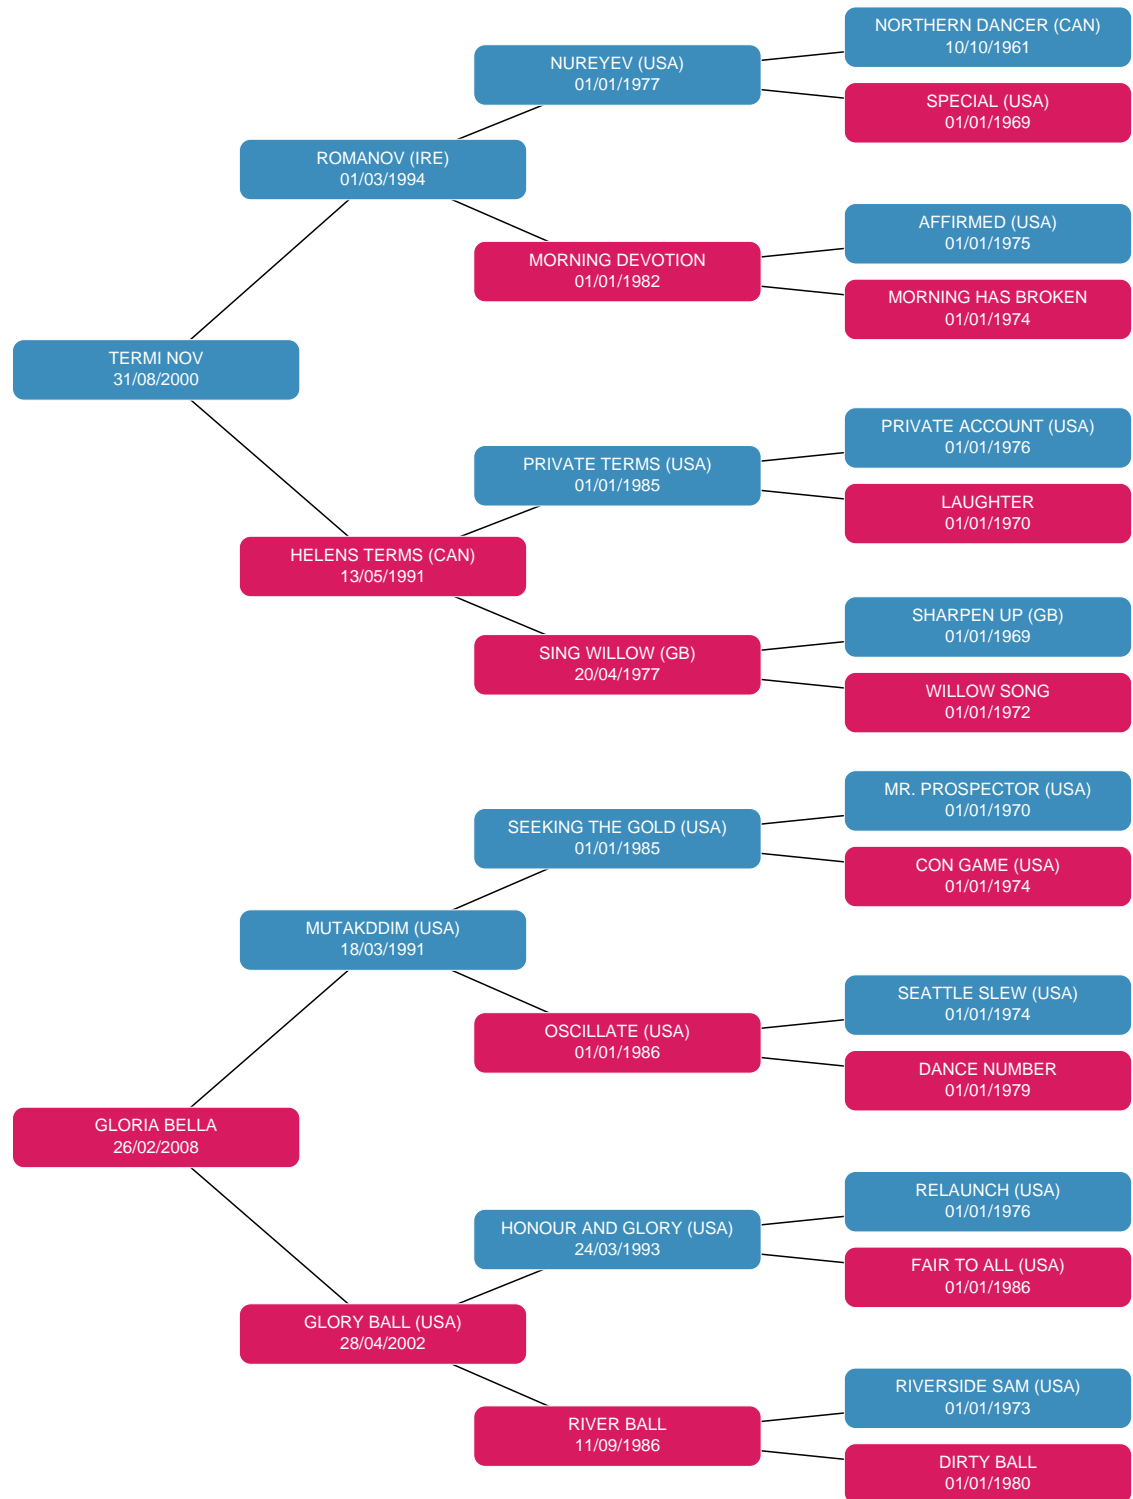 NORTHERN DANCER (CAN)
10/10/1961
NUREYEV (USA)
01/01/1977
SPECIAL (USA)
01/01/1969
ROMANOV (IRE)
01/03/1994
AFFIRMED (USA)
01/01/1975
MORNING DEVOTION
01/01/1982
MORNING HAS BROKEN
01/01/1974
TERMI NOV
31/08/2000
PRIVATE ACCOUNT (USA)
01/01/1976
PRIVATE TERMS (USA)
01/01/1985
LAUGHTER
01/01/1970
HELENS TERMS (CAN)
13/05/1991
SHARPEN UP (GB)
01/01/1969
SING WILLOW (GB)
20/04/1977
WILLOW SONG
01/01/1972
MR. PROSPECTOR (USA)
01/01/1970
SEEKING THE GOLD (USA)
01/01/1985
CON GAME (USA)
01/01/1974
MUTAKDDIM (USA)
18/03/1991
SEATTLE SLEW (USA)
01/01/1974
OSCILLATE (USA)
01/01/1986
DANCE NUMBER
01/01/1979
GLORIA BELLA
26/02/2008
RELAUNCH (USA)
01/01/1976
HONOUR AND GLORY (USA)
24/03/1993
FAIR TO ALL (USA)
01/01/1986
GLORY BALL (USA)
28/04/2002
RIVERSIDE SAM (USA)
01/01/1973
RIVER BALL
11/09/1986
DIRTY BALL
01/01/1980